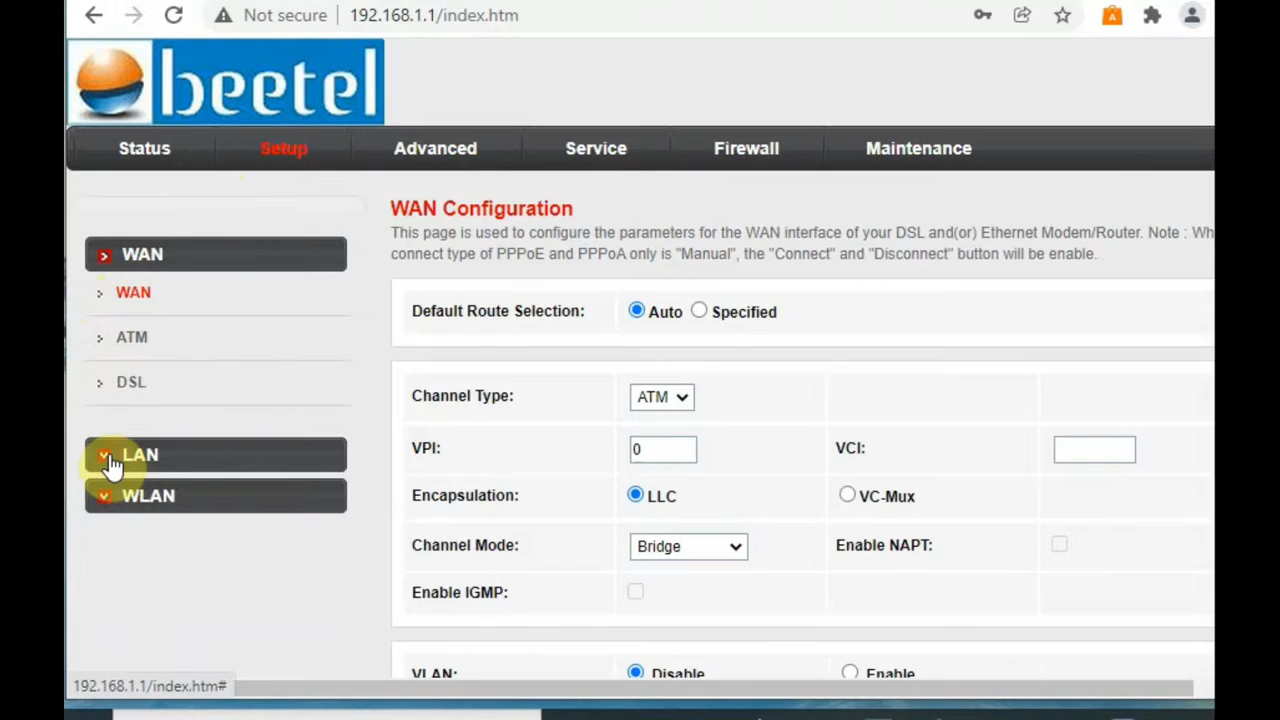 Not secure 192.168.1.1/index.htm
A
beetel
Status Setup Advanced Service Firewall Maintenance
WAN
WAN
ATM
DSL
LAN
WLAN
WAN Configuration
This page is used to configure the parameters for the WAN interface of your DSL and(or) Ethernet Modem/Router. Note : Wh
connect type of PPPoE and PPPoA only is "Manual", the "Connect" and "Disconnect" button will be enable.
Default Route Selection: Auto Specified
Channel Type: ATM
VPI: 0 VCI:
Encapsulation: LLC VC-Mux
Channel Mode: Bridge Enable NAPT:
Enable IGMP:
VLAN: Disable Enable
192.168.1.1/index.htm#